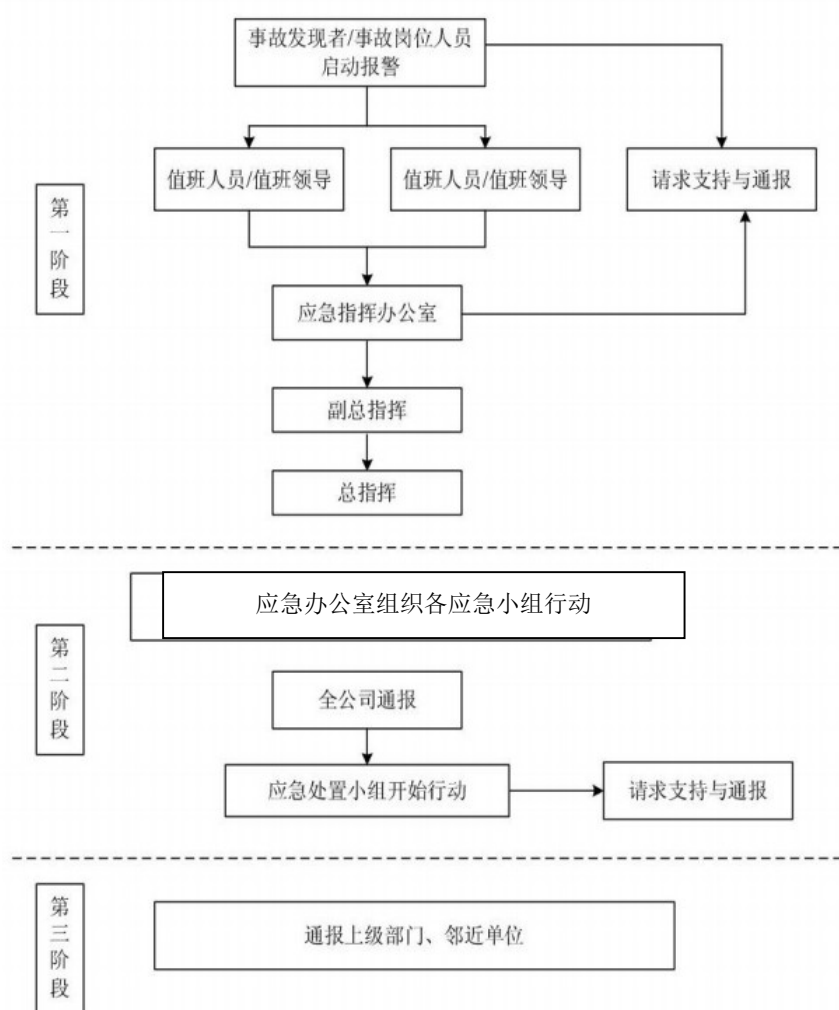 事故发现者/事故岗位人员
启动报警
值班人员/值班领导
值班人员/值班领导
请求支持与通报
第一阶段
应急指挥办公室
副总指挥
总指挥
应急办公室组织各应急小组行动
第二阶段
全公司通报
应急处置小组开始行动
请求支持与通报
第三阶段
通报上级部门、邻近单位